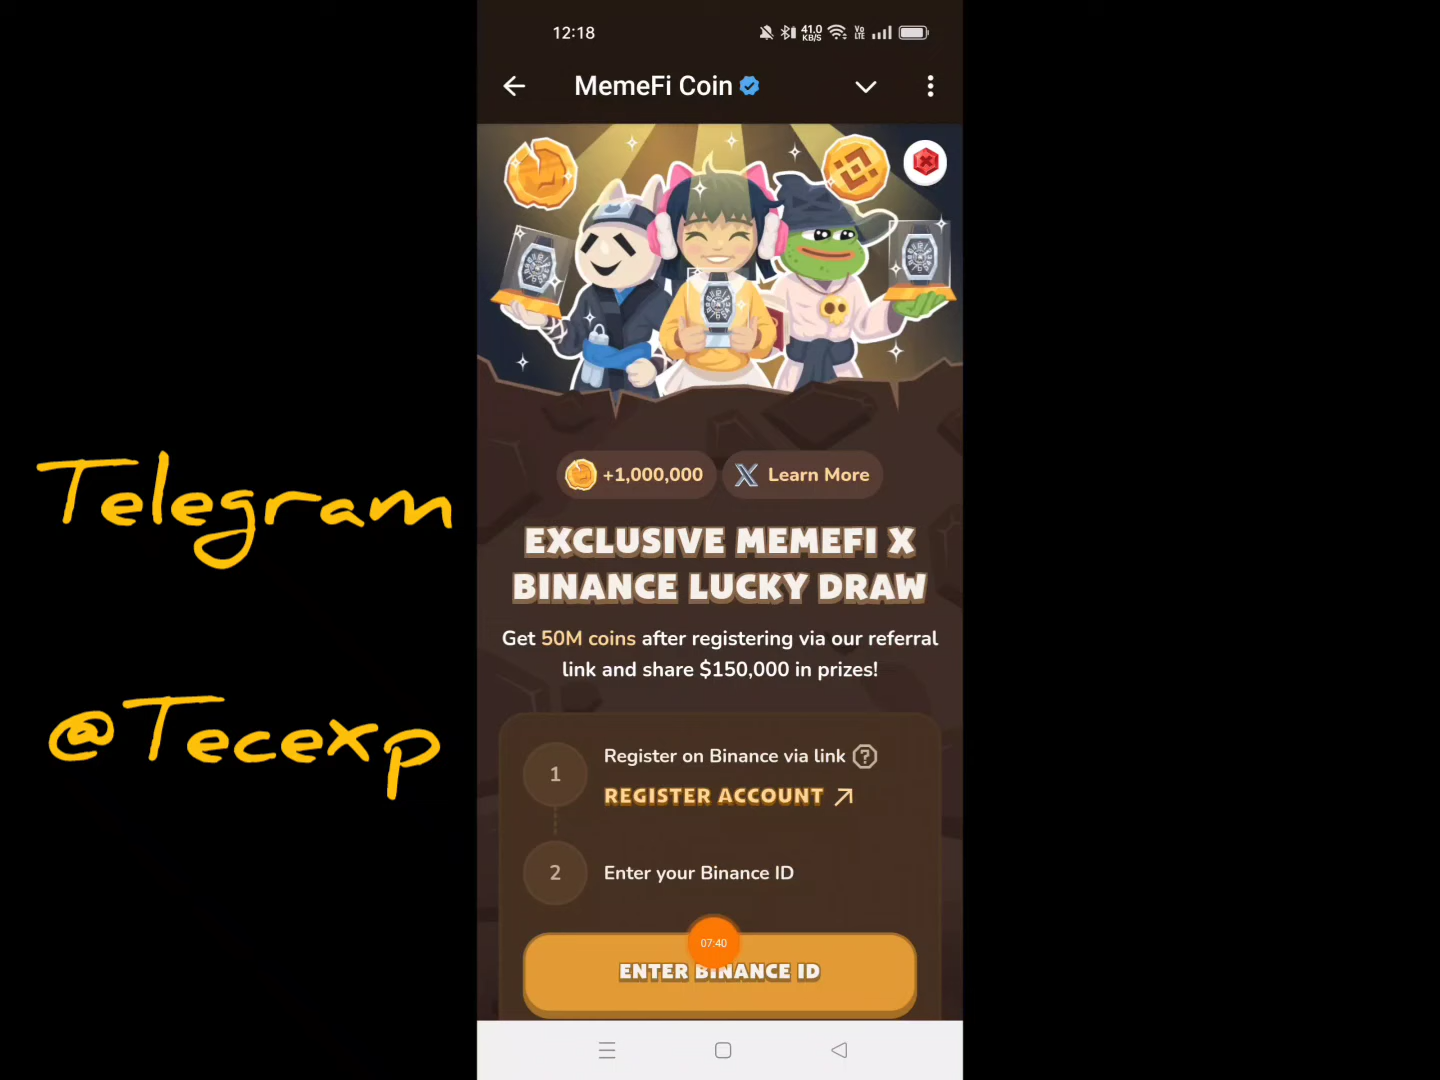 12:18
41.0
KB/S
Vo
LTE
MemeFi Coin
+1,000,000
Learn More
EXCLUSIVE MEMEFI X
BINANCE LUCKY DRAW
Get 50M coins after registering via our referral
link and share $150,000 in prizes!
1
Register on Binance via link ?
REGISTER ACCOUNT
2
Enter your Binance ID
07:40
ENTER BINANCE ID
Telegram
@Tecexp